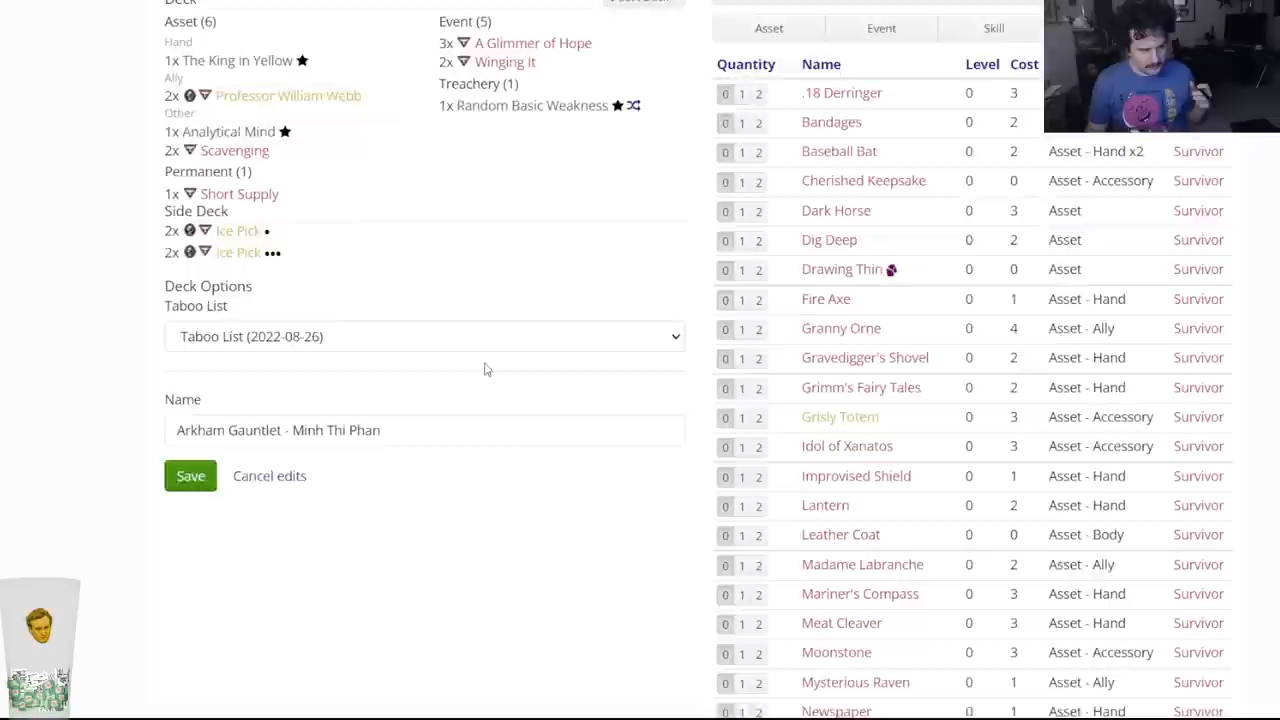 Asset (6)
Hand
1x The King in Yellow
Ally
2x Professor William Webb
Other
1x Analytical Mind
2x Scavenging
Permanent (1)
1x Short Supply
Side Deck
2x Ice Pick
2x Ice Pick
Event (5)
3x A Glimmer of Hope
2x Winging It
Treachery (1)
1x Random Basic Weakness
Deck Options
Taboo List
Taboo List (2022-08-26)
Name
Arkham Gauntlet - Minh Thi Phan
Save Cancel edits
Asset Event Skill
Quantity Name Level Cost
0 1 2 .18 Derringer 0 3
0 1 2 Bandages 0 2
0 1 2 Baseball Bat 0 2 Asset - Hand x2 Survivor
0 1 2 Cherished Keepsake 0 0 Asset - Accessory Survivor
0 1 2 Dark Horse 0 3 Asset Survivor
0 1 2 Dig Deep 0 2 Asset Survivor
0 1 2 Drawing Thin 0 0 Asset Survivor
0 1 2 Fire Axe 0 1 Asset - Hand Survivor
0 1 2 Granny Orne 0 4 Asset - Ally Survivor
0 1 2 Gravedigger's Shovel 0 2 Asset - Hand Survivor
0 1 2 Grimm's Fairy Tales 0 2 Asset - Hand Survivor
0 1 2 Grisly Totem 0 3 Asset - Accessory Survivor
0 1 2 Idol of Xanatos 0 3 Asset - Accessory Survivor
0 1 2 Improvised Shield 0 1 Asset - Hand Survivor
0 1 2 Lantern 0 2 Asset - Hand Survivor
0 1 2 Leather Coat 0 0 Asset - Body Survivor
0 1 2 Madame Labranche 0 2 Asset - Ally Survivor
0 1 2 Mariner's Compass 0 3 Asset - Hand Survivor
0 1 2 Meat Cleaver 0 3 Asset - Hand Survivor
0 1 2 Moonstone 0 3 Asset - Accessory Survivor
0 1 2 Mysterious Raven 0 1 Asset - Ally Survivor
0 1 2 Newspaper 0 1 Asset - Hand Survivor